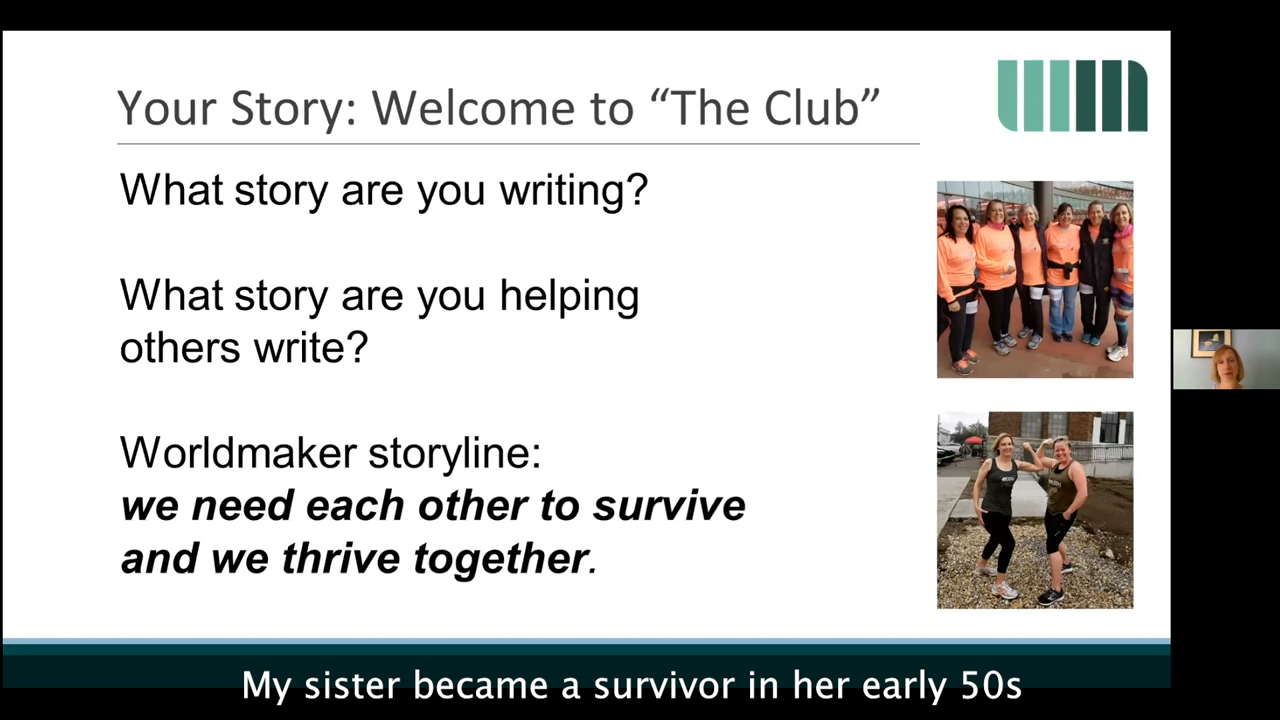 Your Story: Welcome to “The Club”
What story are you writing?
What story are you helping
others write?
Worldmaker storyline:
we need each other to survive
and we thrive together.
My sister became a survivor in her early 50s